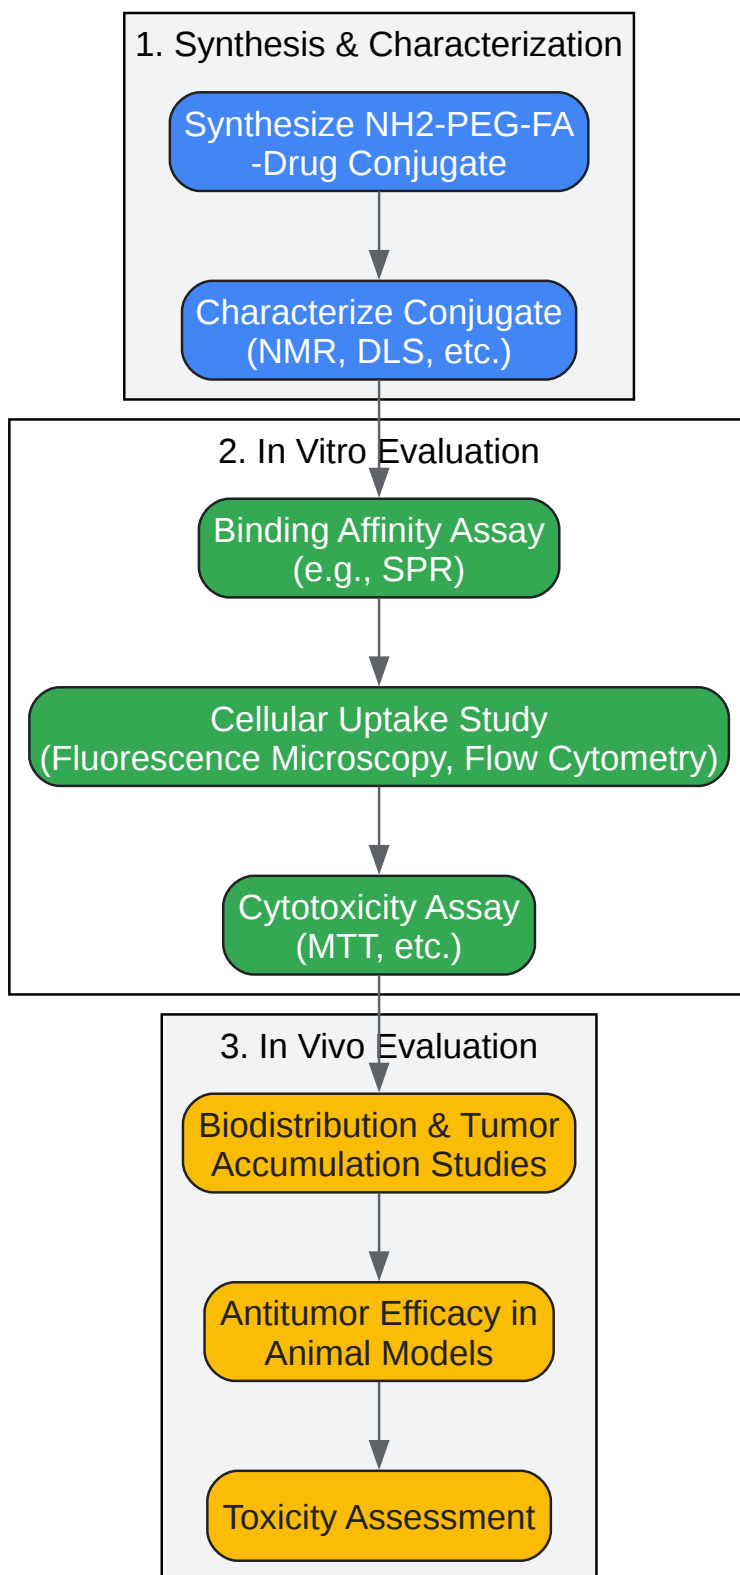 1. Synthesis & Characterization
Synthesize NH2-PEG-FA
-Drug Conjugate
Characterize Conjugate
(NMR, DLS, etc.)
2. In Vitro Evaluation
Binding Affinity Assay
(e.g., SPR)
Cellular Uptake Study
(Fluorescence Microscopy, Flow Cytometry)
Cytotoxicity Assay
(MTT, etc.)
3. In Vivo Evaluation
Biodistribution & Tumor
Accumulation Studies
Antitumor Efficacy in
Animal Models
Toxicity Assessment